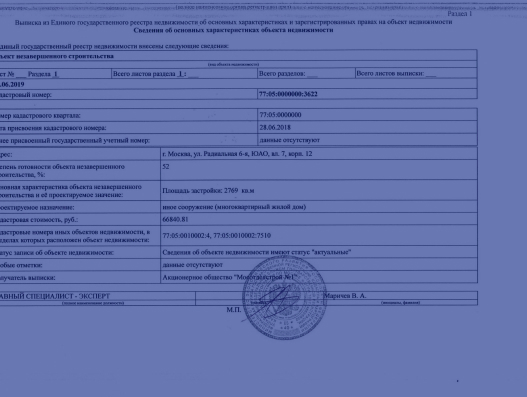 Раздел 1
Выписка из Единого государственного реестра недвижимости об основных характеристиках и зарегистрированных правах на объект недвижимости
Сведения об основных характеристиках объекта недвижимости
диный государственный реестр недвижимости внесены следующие сведения:
ъект незавершенного строительства
(вид объекта недвижимости)
ст № ___ Раздела 1 Всего листов раздела 1 : ___ Всего разделов: ___ Всего листов выписки: ___
.06.2019
дастровый номер: 77:05:0000000:3622
мер кадастрового квартала: 77:05:0000000
та присвоения кадастрового номера: 28.06.2018
нее присвоенный государственный учетный номер: данные отсутствуют
рес: г. Москва, ул. Радиальная 6-я, ЮАО, вл. 7, корп. 12
епень готовности объекта незавершенного 52
роительства, %:
новная характеристика объекта незавершенного Площадь застройки: 2769 кв.м
роительства и её проектируемое значение:
оектируемое назначение: иное сооружение (многоквартирный жилой дом)
дастровая стоимость, руб.: 66840.81
дастровые номера иных объектов недвижимости, в 77:05:0010002:4, 77:05:0010002:7510
еделах которых расположен объект недвижимости:
атус записи об объекте недвижимости: Сведения об объекте недвижимости имеют статус "актуальные"
обые отметки: данные отсутствуют
лучатель выписки: Акционерное общество "Мосотделстрой №1"
АВНЫЙ СПЕЦИАЛИСТ - ЭКСПЕРТ Маричев В. А.
(полное наименование должности) (инициалы, фамилия)
М.П.